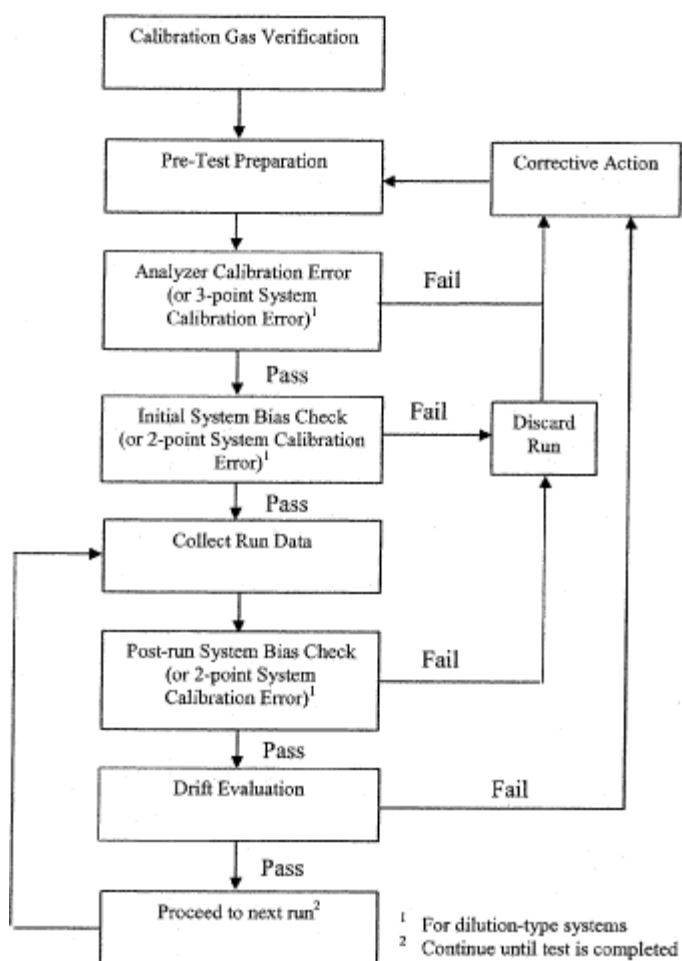 Calibration Gas Verification
Pre-Test Preparation
Corrective Action
Analyzer Calibration Error
(or 3-point System
Calibration Error)¹
Fail
Pass
Initial System Bias Check
(or 2-point System Calibration
Error)¹
Fail
Discard
Run
Pass
Collect Run Data
Post-run System Bias Check
(or 2-point System
Calibration Error)¹
Fail
Pass
Drift Evaluation
Fail
Pass
Proceed to next run²
¹ For dilution-type systems
² Continue until test is completed